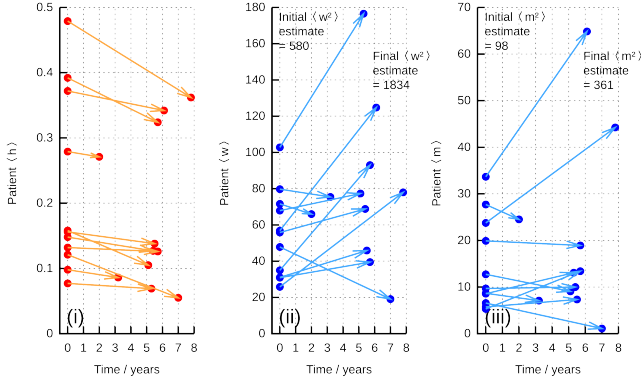 0.5
0.4
0.3
0.2
0.1
0
Patient ⟨h⟩
(i)
0 1 2 3 4 5 6 7 8
Time / years
180
160
140
120
100
80
60
40
20
0
Patient ⟨w⟩
Initial ⟨w²⟩
estimate
= 580
Final ⟨w²⟩
estimate
= 1834
(ii)
0 1 2 3 4 5 6 7 8
Time / years
70
60
50
40
30
20
10
0
Patient ⟨m⟩
Initial ⟨m²⟩
estimate
= 98
Final ⟨m²⟩
estimate
= 361
(iii)
0 1 2 3 4 5 6 7 8
Time / years